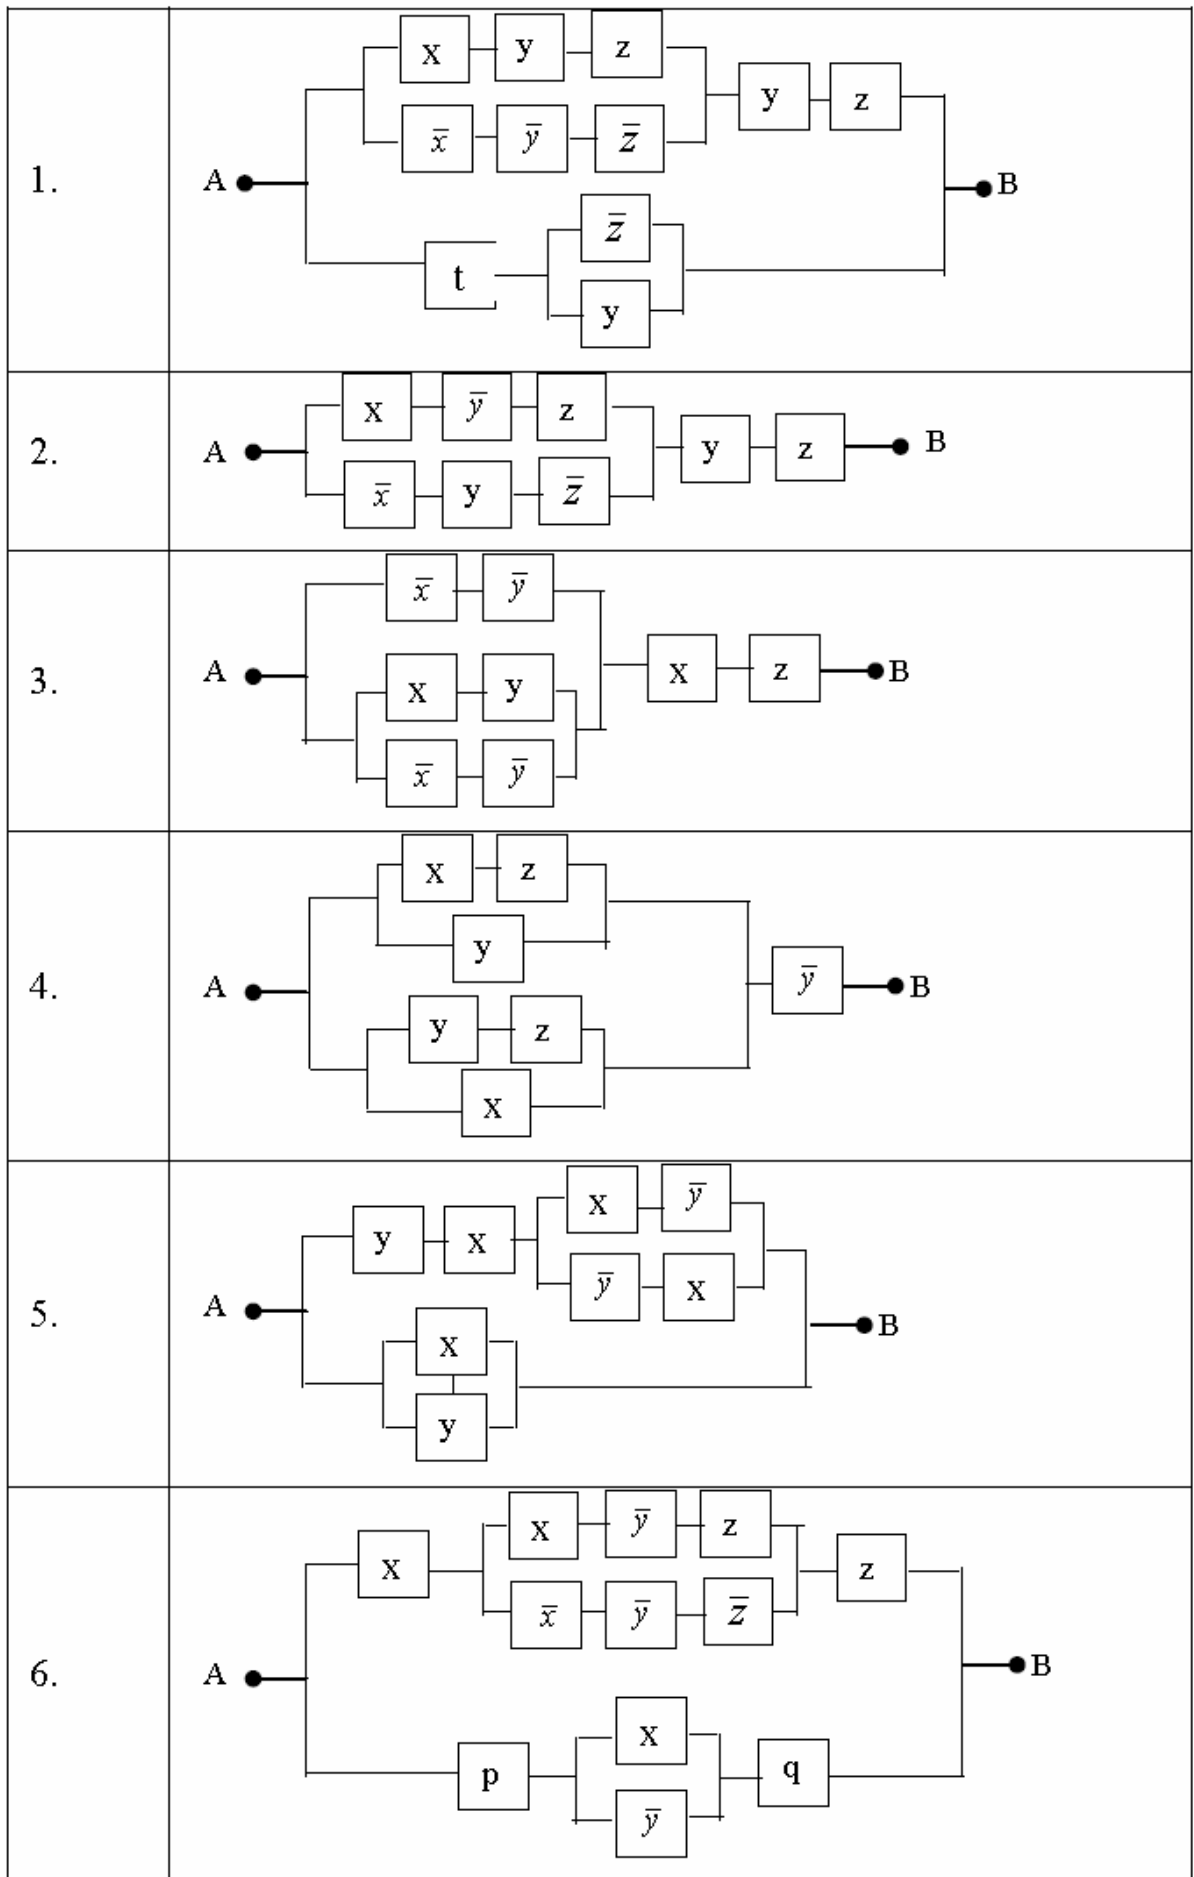 x y z
x̄ ȳ z̄
y z
1.
A
B
t
z̄
y
2.
A
x ȳ z
x̄ y z̄
y z
B
3.
A
x̄ ȳ
x y
x̄ ȳ
x z
B
4.
A
x z
y
y z
x
ȳ
B
5.
A
y x
x ȳ
ȳ x
x
y
B
6.
A
x
x ȳ z
x̄ ȳ z̄
z
p
x
ȳ
q
B